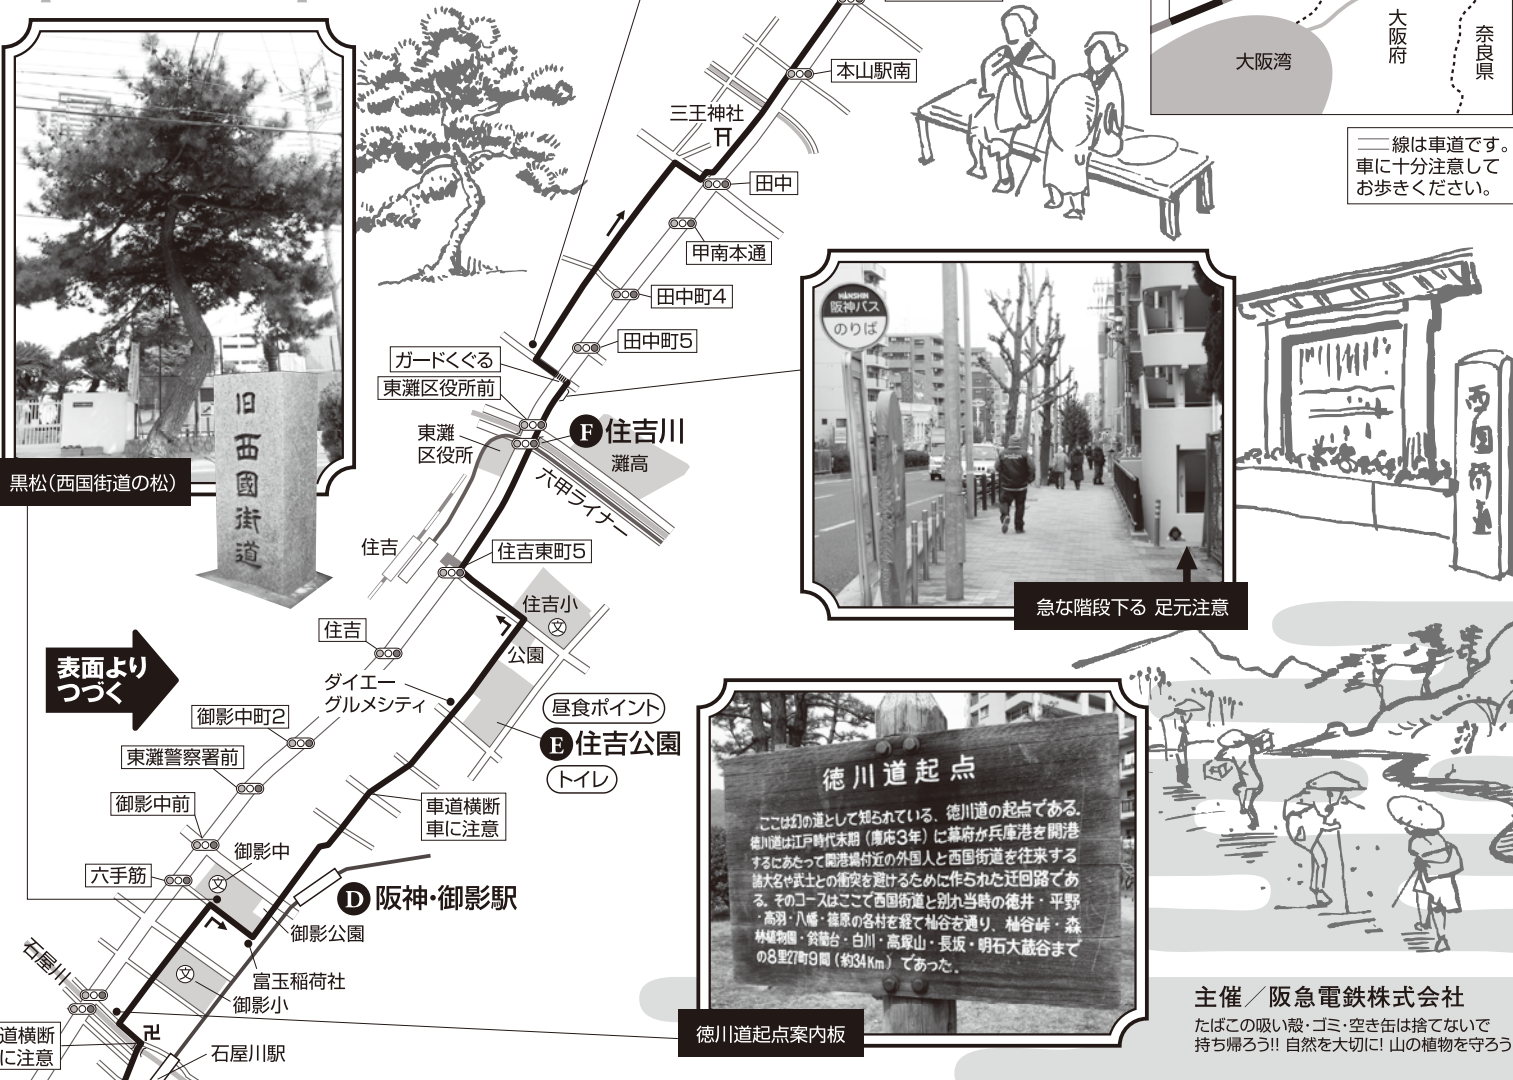 大阪湾
大阪府
奈良県
線は車道です。
車に十分注意して
お歩きください。
本山駅南
三王神社
田中
甲南本通
田中町4
田中町5
ガードくぐる
東灘区役所前
東灘
区役所
F 住吉川
灘高
六甲ライナー
住吉
住吉東町5
住吉小
文
公園
住吉
ダイエー
グルメシティ
昼食ポイント
E 住吉公園
トイレ
表面より
つづく
御影中町2
東灘警察署前
御影中前
六手筋
御影中
文
車道横断
車に注意
D 阪神・御影駅
御影公園
富玉稲荷社
御影小
文
石屋川
石屋川駅
道横断
に注意
旧西國街道
黒松(西国街道の松)
HANSHIN
阪神バス
のりば
急な階段下る 足元注意
西国街道
徳川道起点
ここは幻の道として知られている、徳川道の起点である。
徳川道は江戸時代末期(慶応3年)に幕府が兵庫港を開港
するにあたって開港場付近の外国人と西国街道を往来する
諸大名や武士との衝突を避けるために作られた迂回路であ
る。そのコースはここで西国街道と別れ当時の徳井・平野
・高羽・八幡・篠原の各村を経て杣谷を通り、杣谷峠・森
林植物園・鈴蘭台・白川・高塚山・長坂・明石大蔵谷まで
の8里27町9間(約34Km)であった。
徳川道起点案内板
主催／阪急電鉄株式会社
たばこの吸い殻・ゴミ・空き缶は捨てないで
持ち帰ろう!! 自然を大切に! 山の植物を守ろう